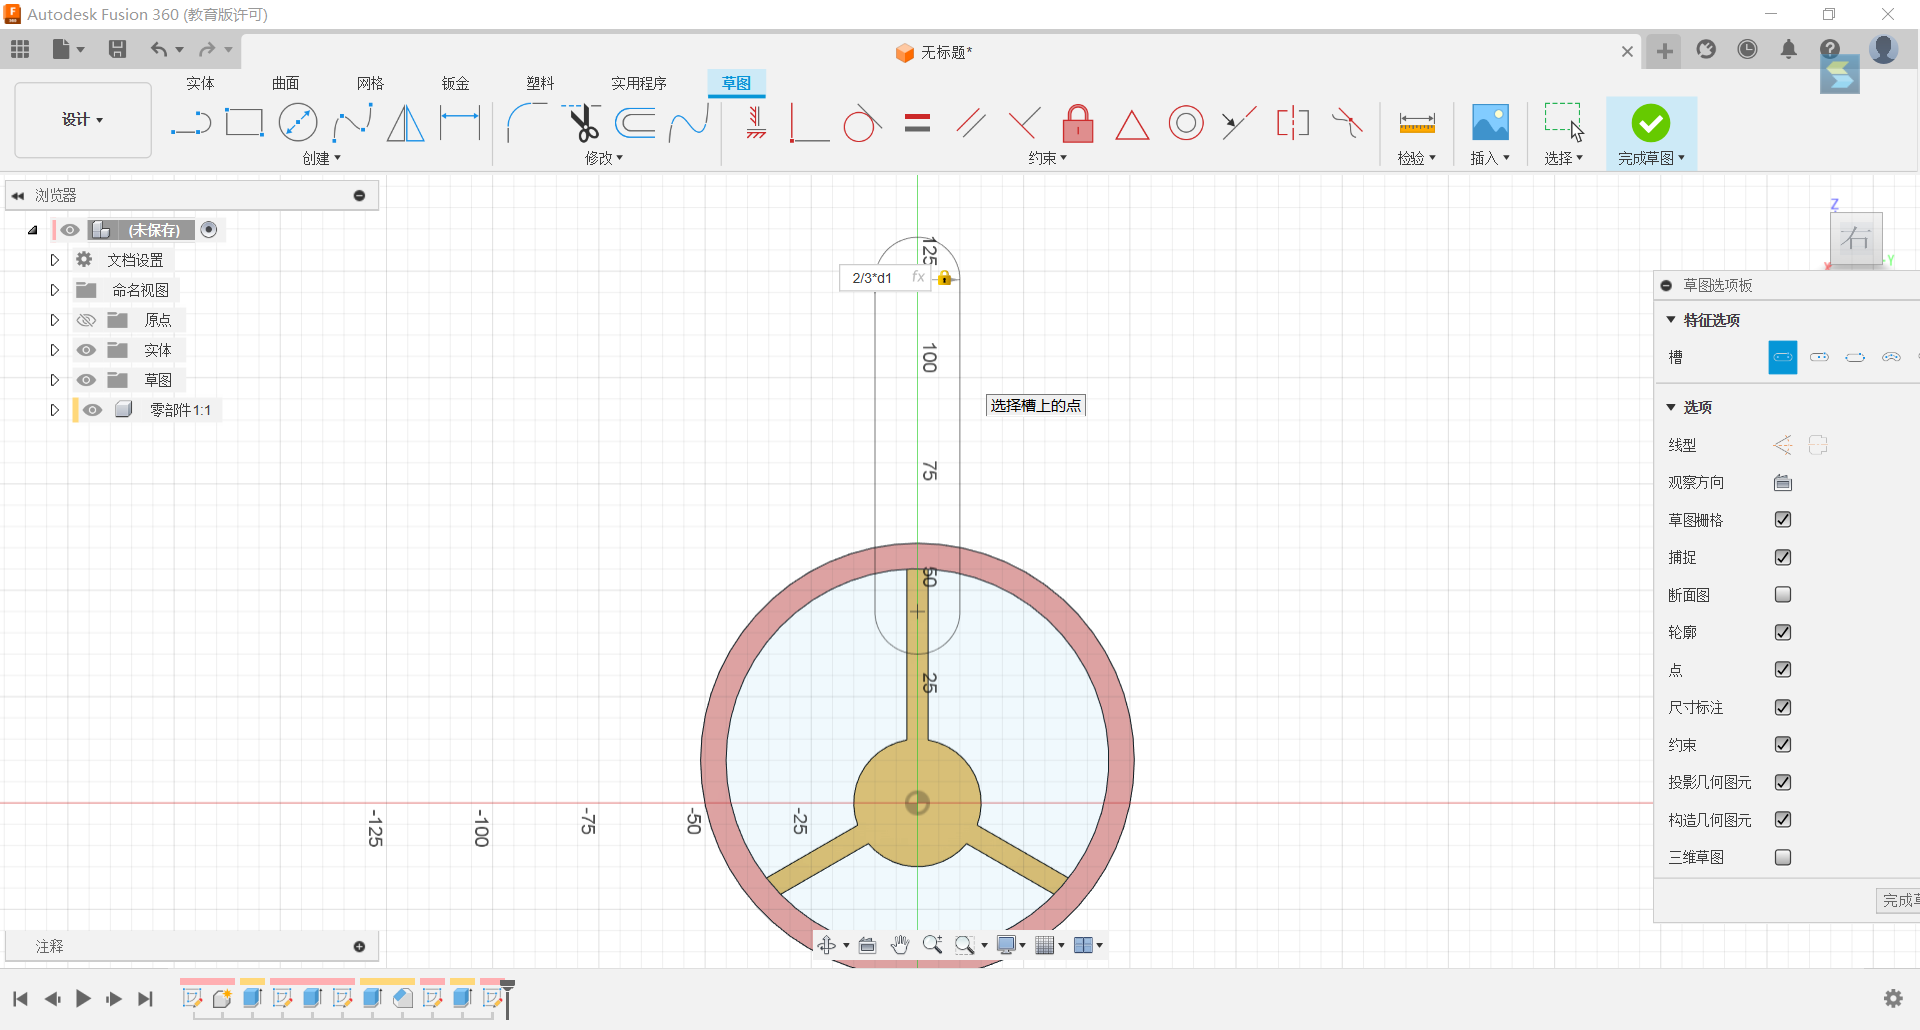 Autodesk Fusion 360 (教育版许可)
无标题*
实体 曲面 网格 钣金 塑料 实用程序 草图
设计
创建 修改 约束 检验 插入 选择 完成草图
浏览器
(未保存)
文档设置
命名视图
原点
实体
草图
零部件1:1
Z
右
X
Y
草图选项板
特征选项
槽
选项
线型
观察方向
草图栅格
捕捉
断面图
轮廓
点
尺寸标注
约束
投影几何图元
构造几何图元
三维草图
125
2/3*d1 fx
100
选择槽上的点
75
50
25
-125 -100 -75 -50 -25
注释